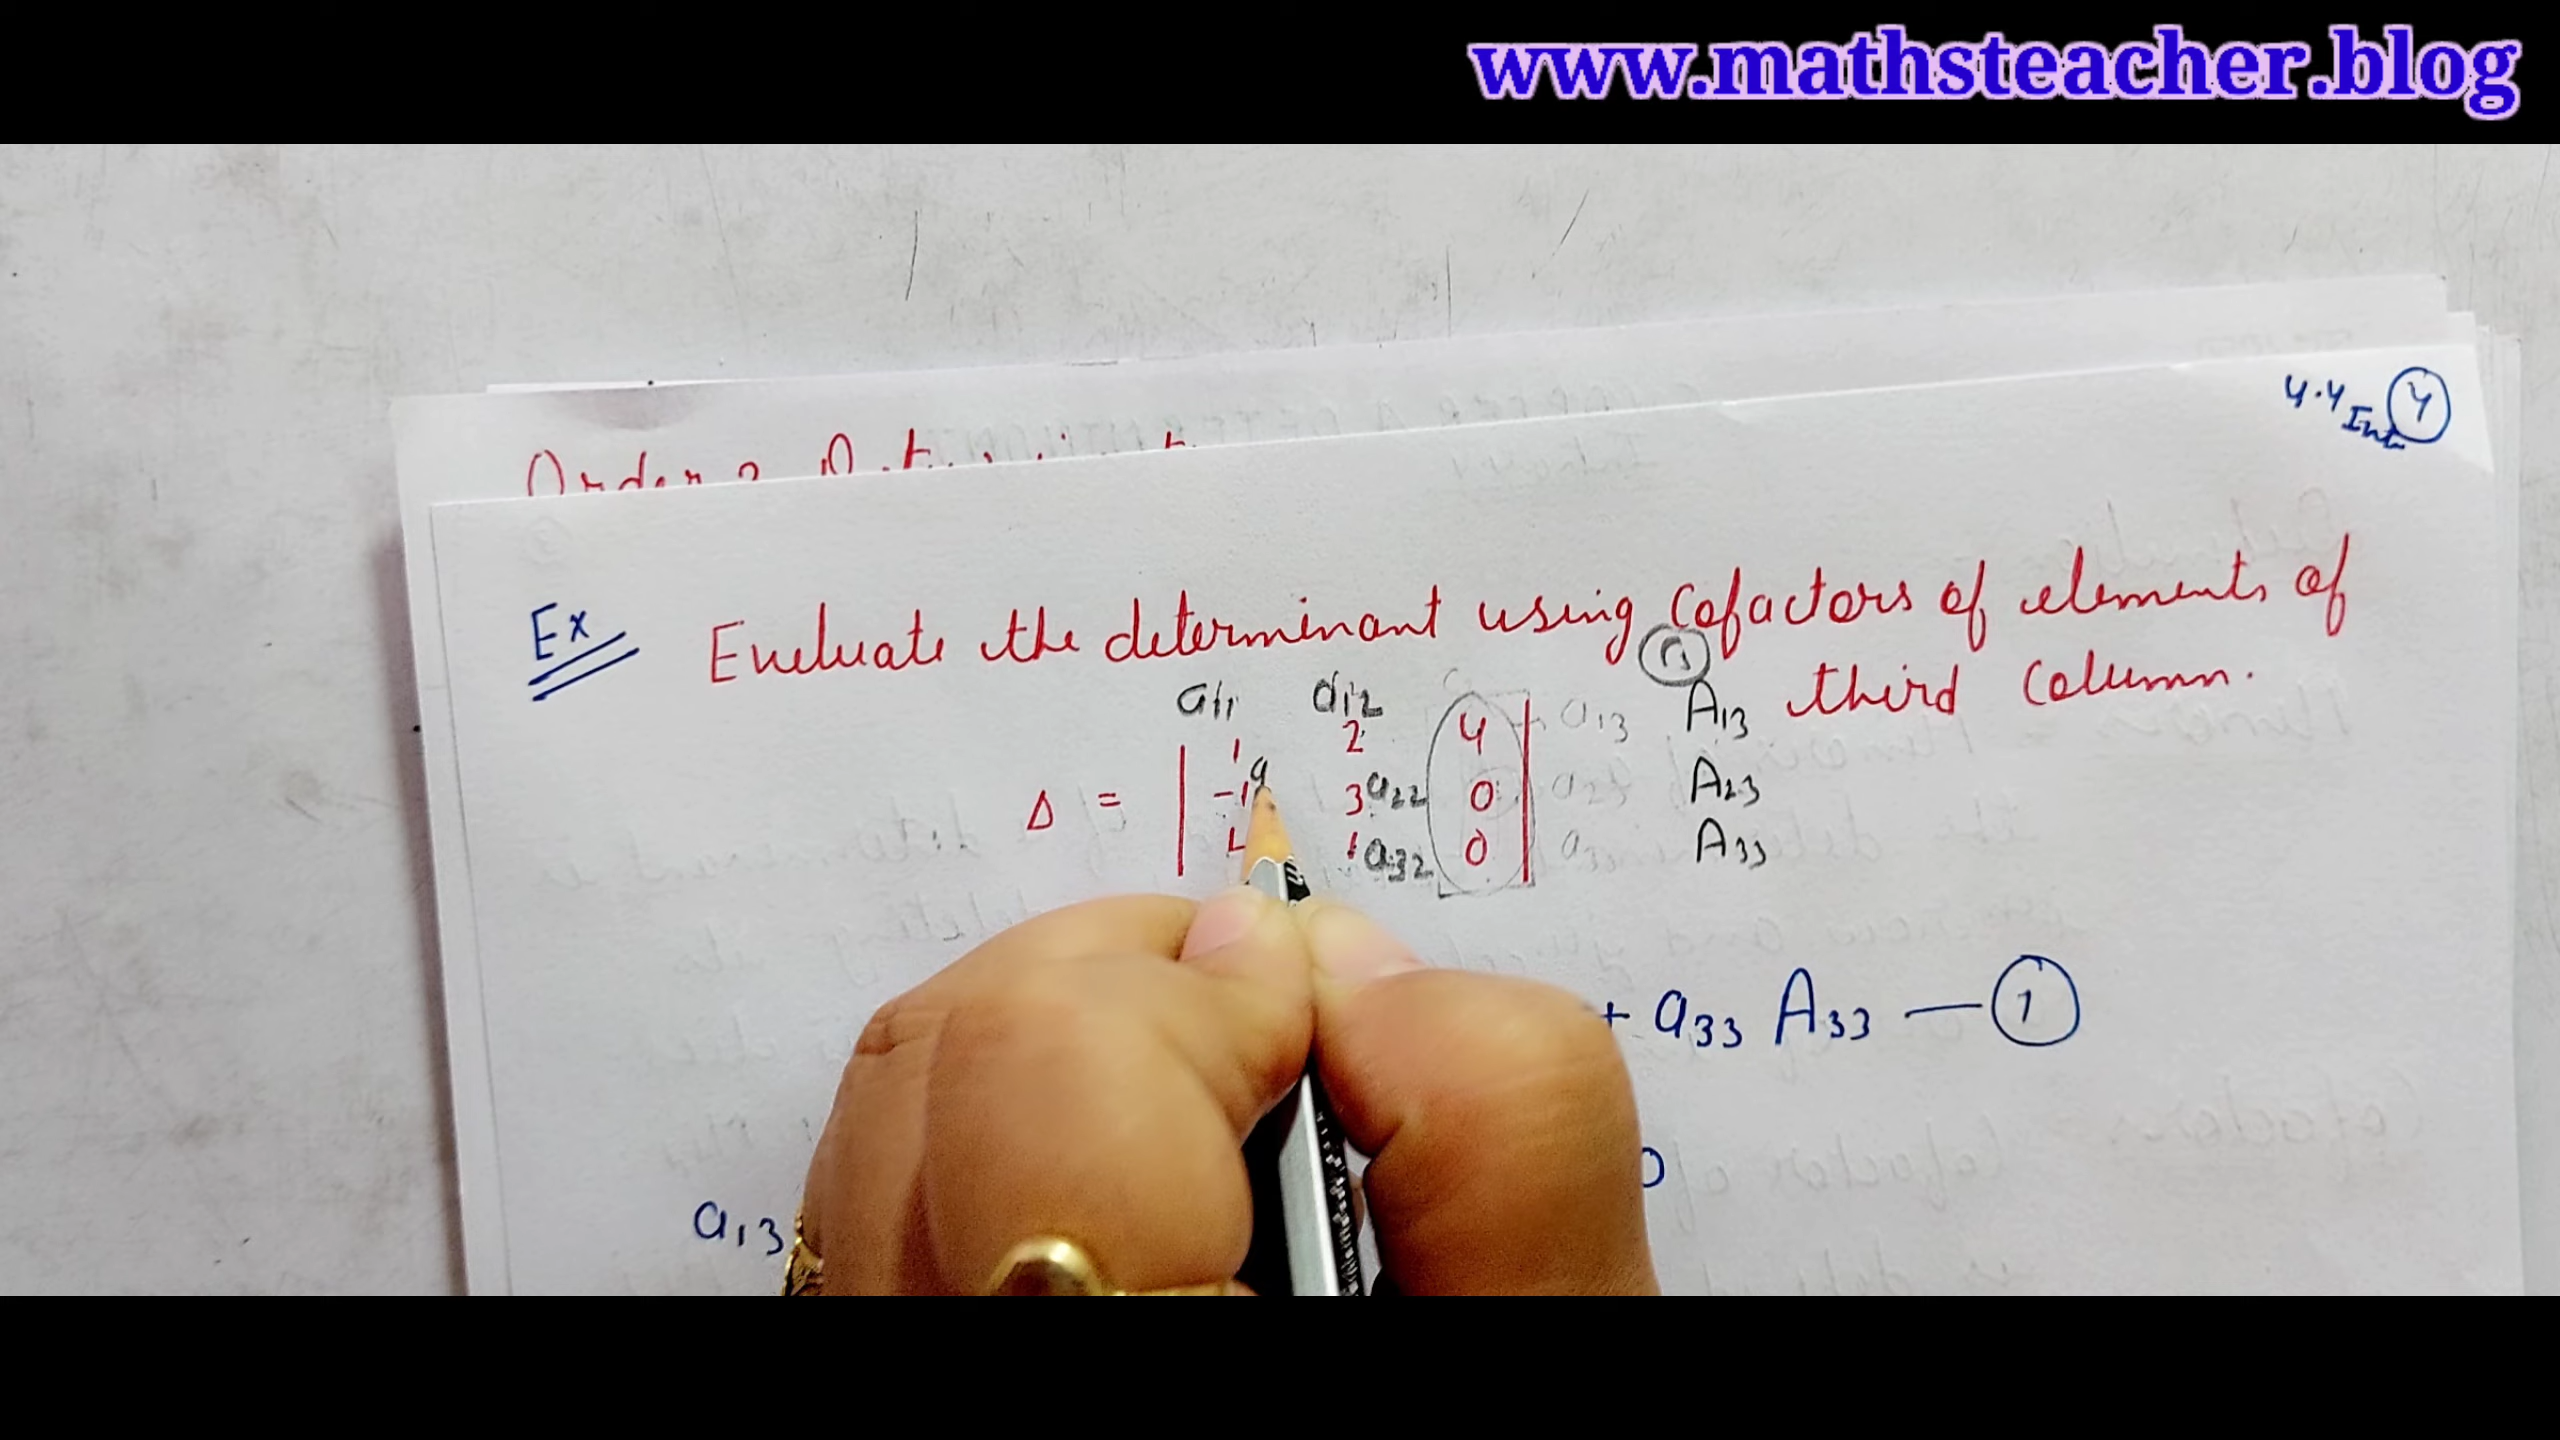 www.mathsteacher.blog
4.4 Int 4
Ex Evaluate the determinant using Cofactors of elements of
third Column.
a11 a12
1 2 4 a13 A13
Δ = -1 a 3 a22 0 a23 A23
1 a32 0 a A33
+ a33 A33 — 1
0
a13